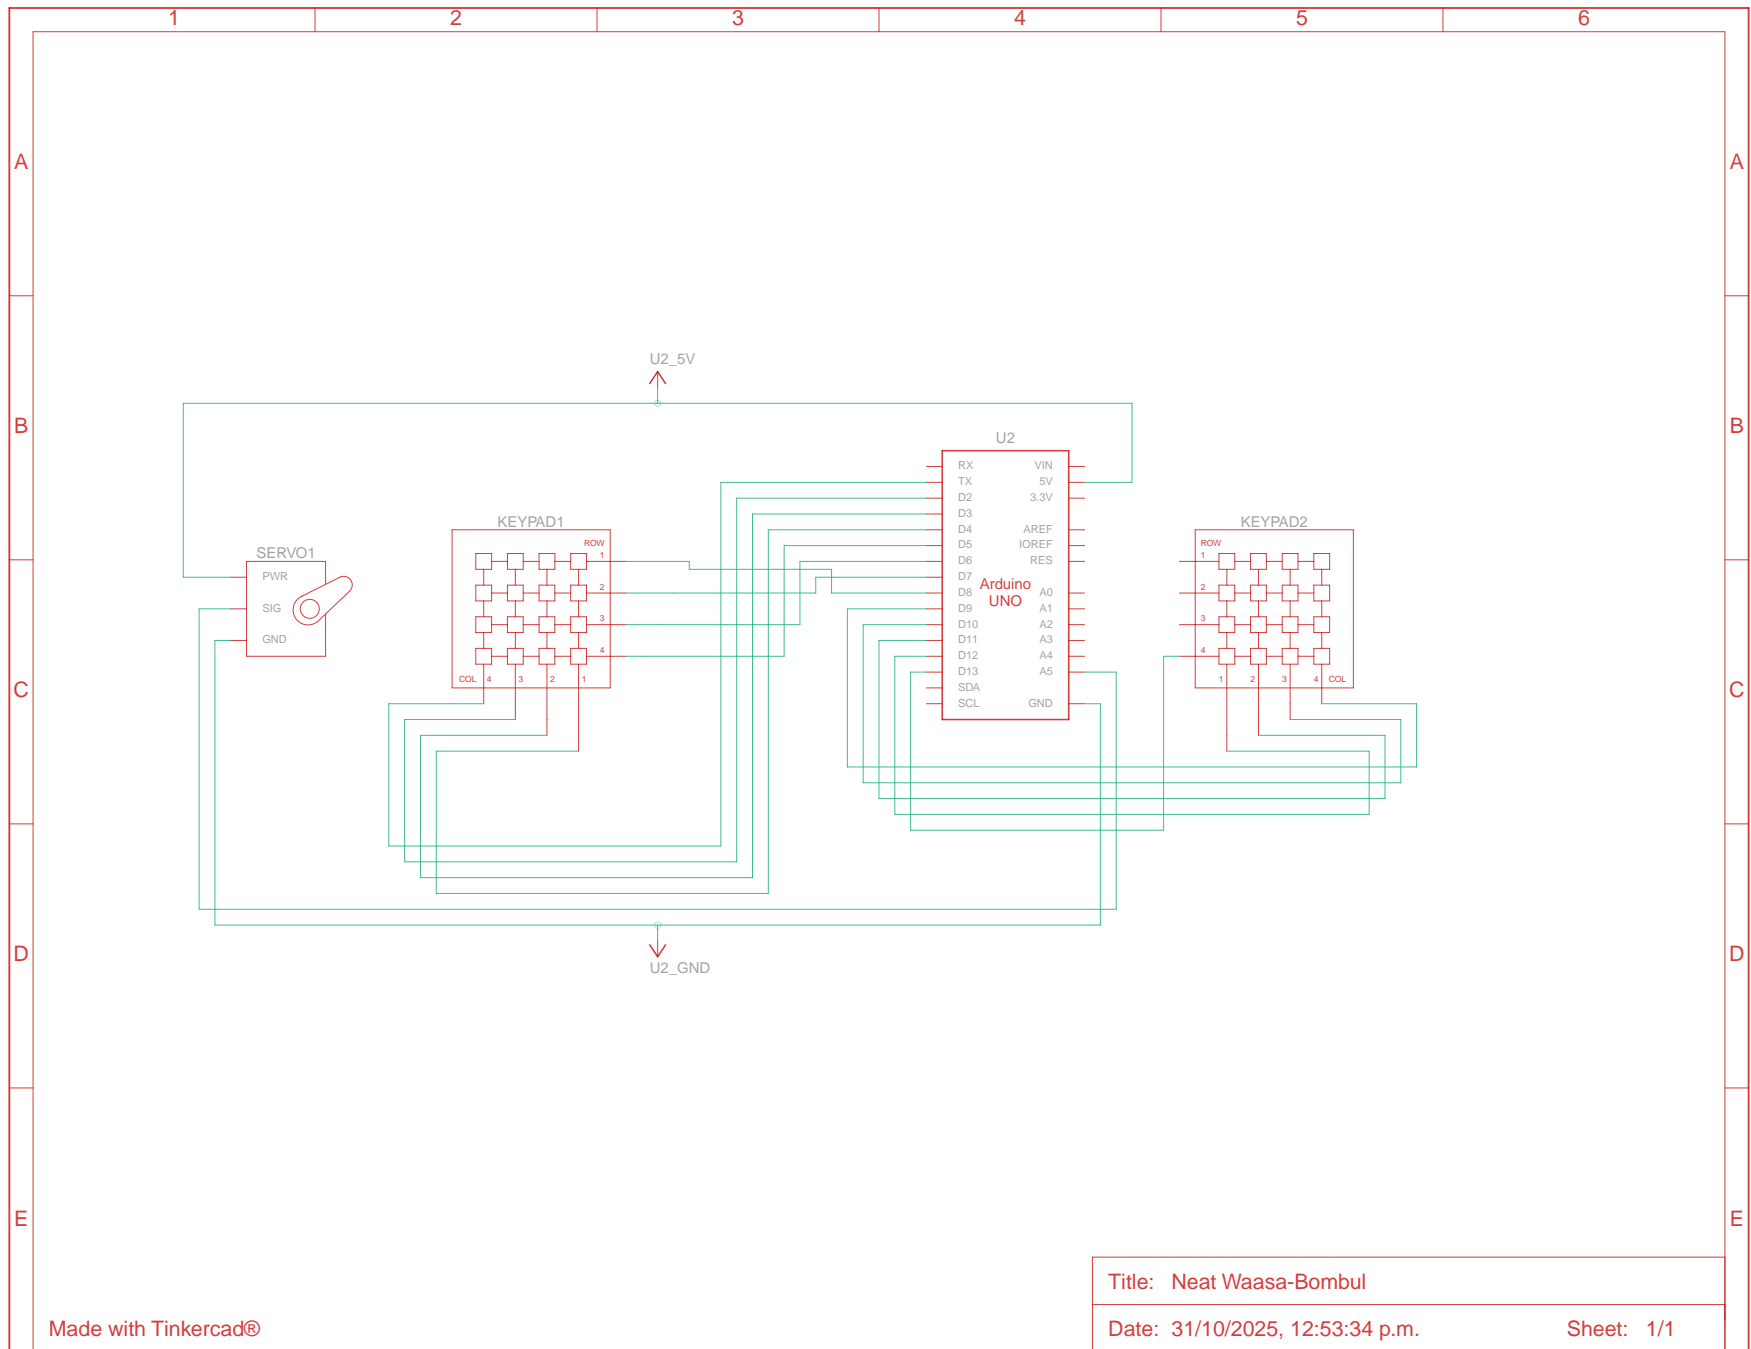 1 2 3 4 5 6
A A
U2_5V
B B
U2
RX VIN
TX 5V
D2 3.3V
D3
D4 AREF
D5 IOREF
D6 RES
D7
D8 A0
D9 A1
D10 A2
D11 A3
D12 A4
D13 A5
SDA
SCL GND
Arduino
UNO
KEYPAD1
ROW
1
2
3
4
COL 4 3 2 1
KEYPAD2
ROW
1
2
3
4
1 2 3 4 COL
SERVO1
PWR
SIG
GND
C C
D D
U2_GND
E E
Title: Neat Waasa-Bombul
Made with Tinkercad®
Date: 31/10/2025, 12:53:34 p.m. Sheet: 1/1